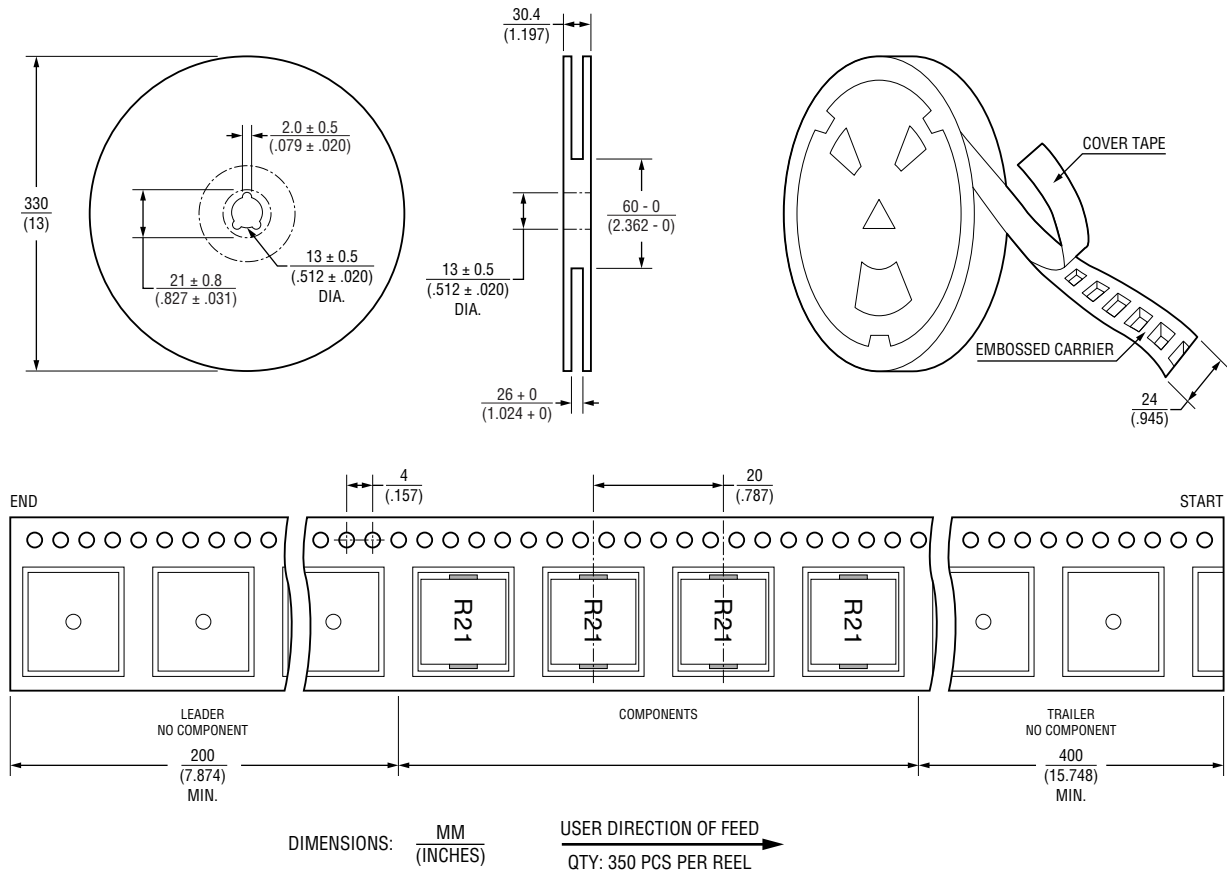 30.4
(1.197)
2.0 ± 0.5
(.079 ± .020)
330
(13)
21 ± 0.8
(.827 ± .031)
13 ± 0.5
(.512 ± .020)
DIA.
13 ± 0.5
(.512 ± .020)
DIA.
60 - 0
(2.362 - 0)
26 + 0
(1.024 + 0)
COVER TAPE
EMBOSSED CARRIER
24
(.945)
END
4
(.157)
20
(.787)
START
R21
R21
R21
R21
LEADER
NO COMPONENT
COMPONENTS
TRAILER
NO COMPONENT
200
(7.874)
MIN.
400
(15.748)
MIN.
DIMENSIONS: MM
(INCHES)
USER DIRECTION OF FEED
QTY: 350 PCS PER REEL